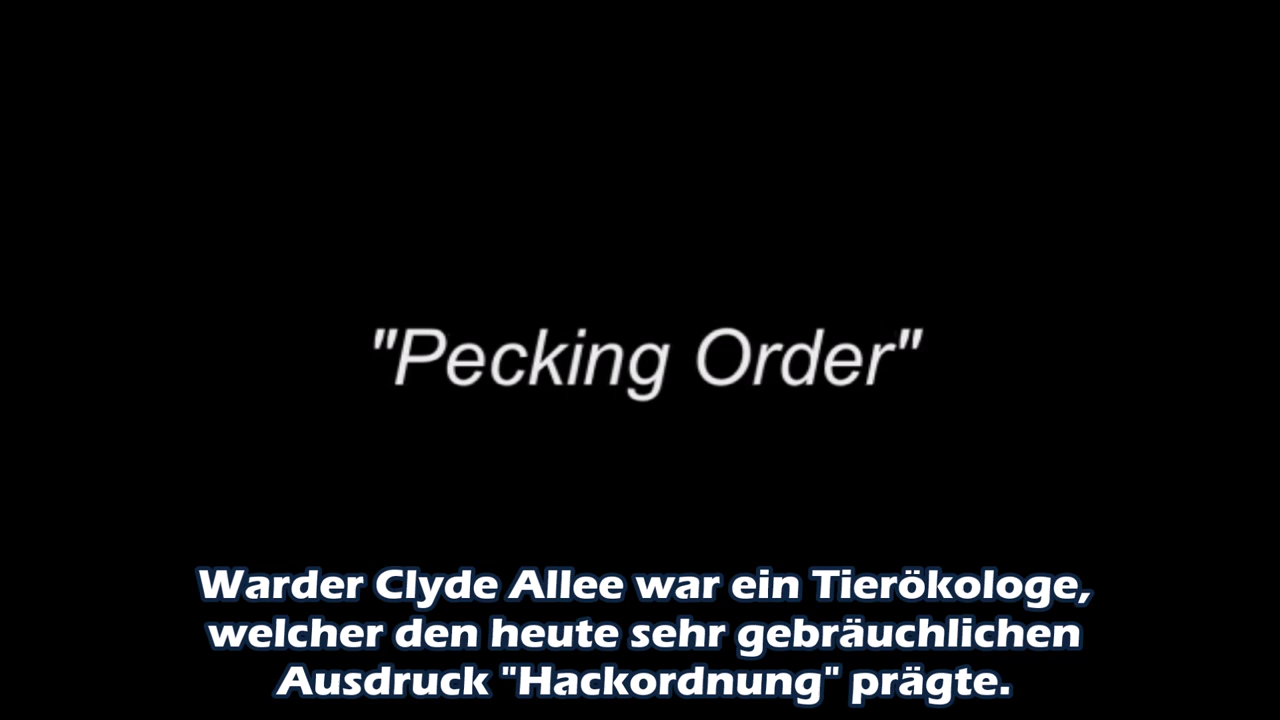 "Pecking Order"
Warder Clyde Allee war ein Tierökologe,
welcher den heute sehr gebräuchlichen
Ausdruck "Hackordnung" prägte.